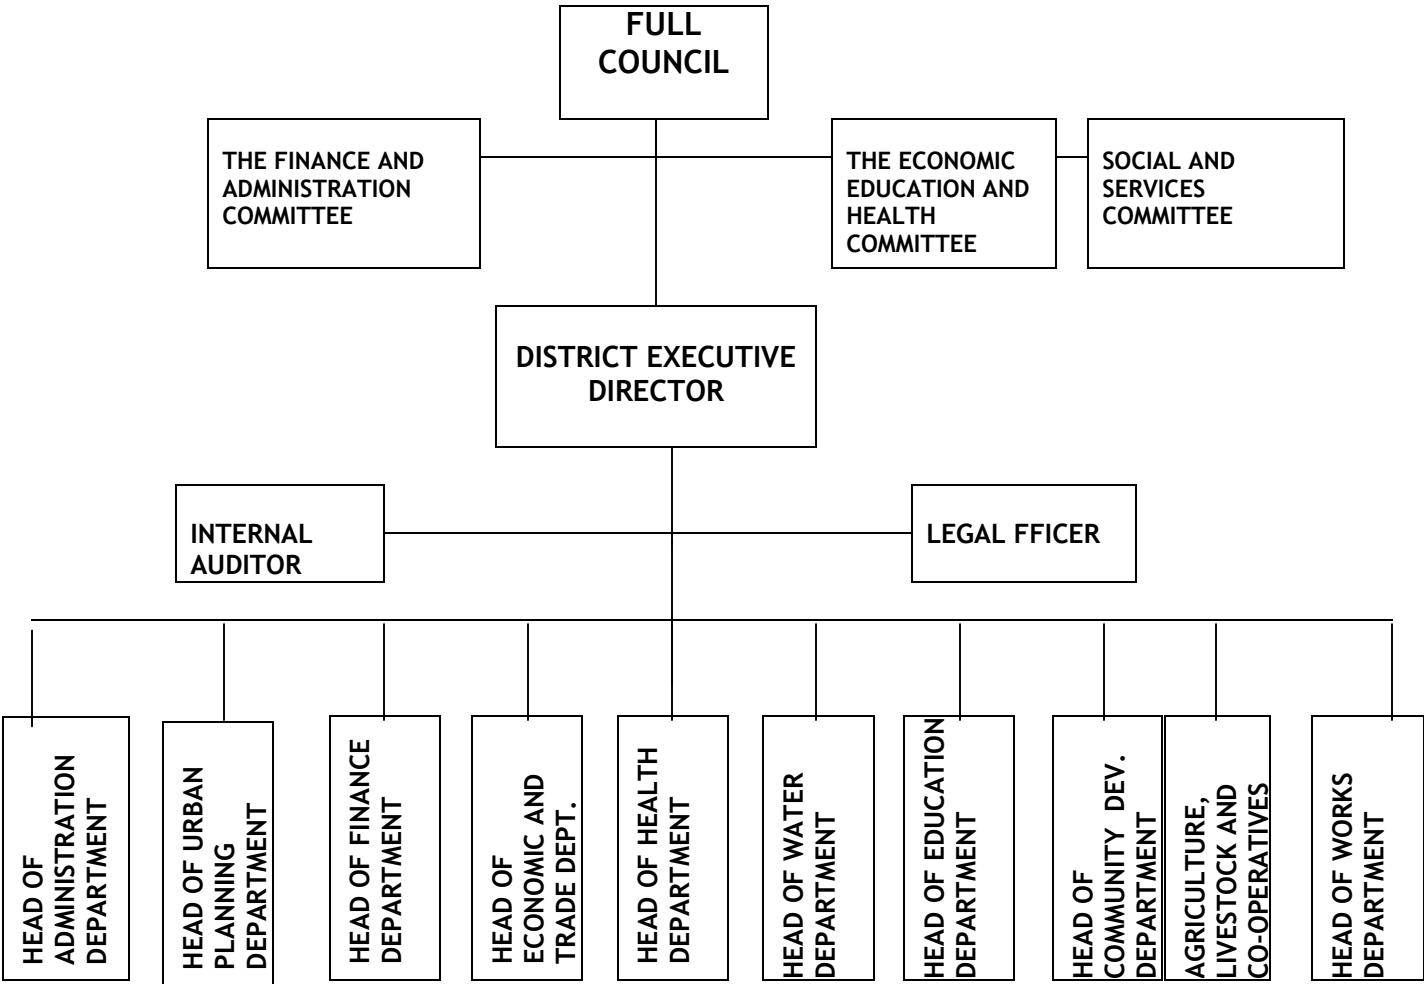 FULL
COUNCIL
THE FINANCE AND
ADMINISTRATION
COMMITTEE
THE ECONOMIC
EDUCATION AND
HEALTH
COMMITTEE
SOCIAL AND
SERVICES
COMMITTEE
DISTRICT EXECUTIVE
DIRECTOR
INTERNAL
AUDITOR
LEGAL FFICER
HEAD OF
ADMINISTRATION
DEPARTMENT
HEAD OF URBAN
PLANNING
DEPARTMENT
HEAD OF FINANCE
DEPARTMENT
HEAD OF
ECONOMIC AND
TRADE DEPT.
HEAD OF HEALTH
DEPARTMENT
HEAD OF WATER
DEPARTMENT
HEAD OF EDUCATION
DEPARTMENT
HEAD OF
COMMUNITY DEV.
DEPARTMENT
AGRICULTURE,
LIVESTOCK AND
CO-OPERATIVES
HEAD OF WORKS
DEPARTMENT